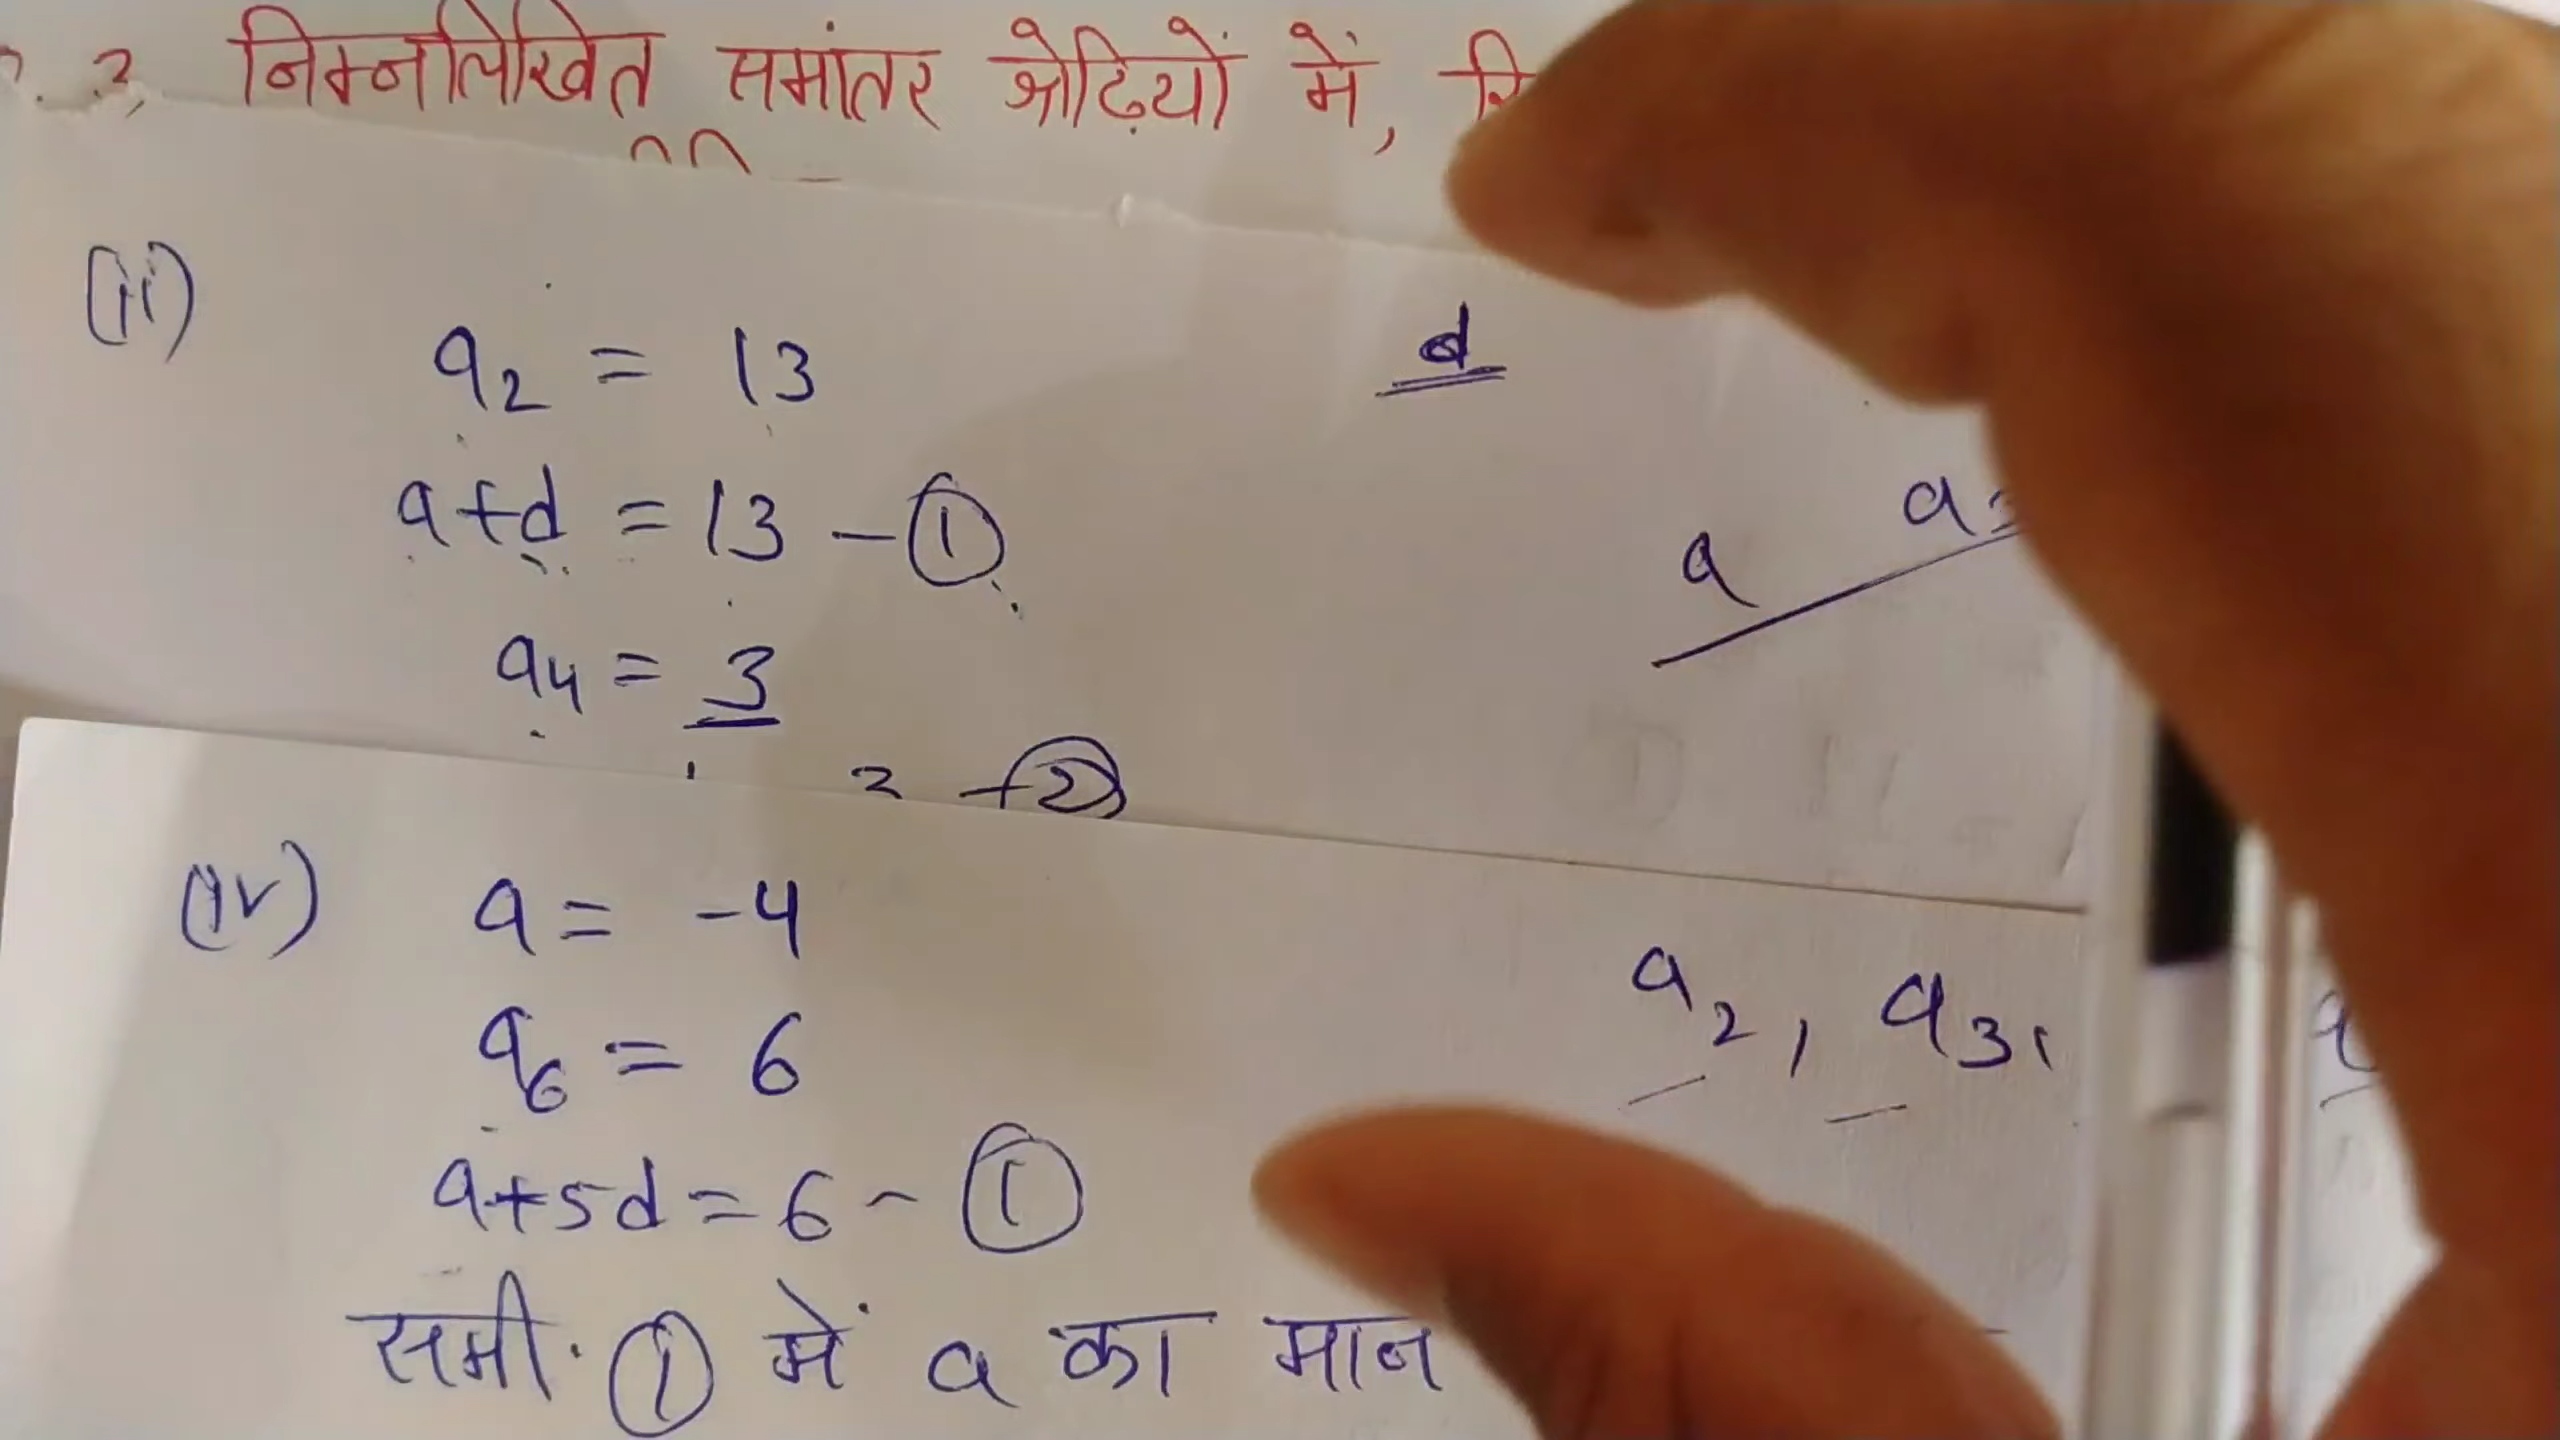 निम्नलिखित समांतर श्रेढ़ियों में,
(ii)
a₂ = 13
d
a+d = 13 – ①
a
a₄ = 3
②
(iv) a = -4
a₂, a₃,
a₆ = 6
a+5d = 6 – ①
समी. ① में a का मान